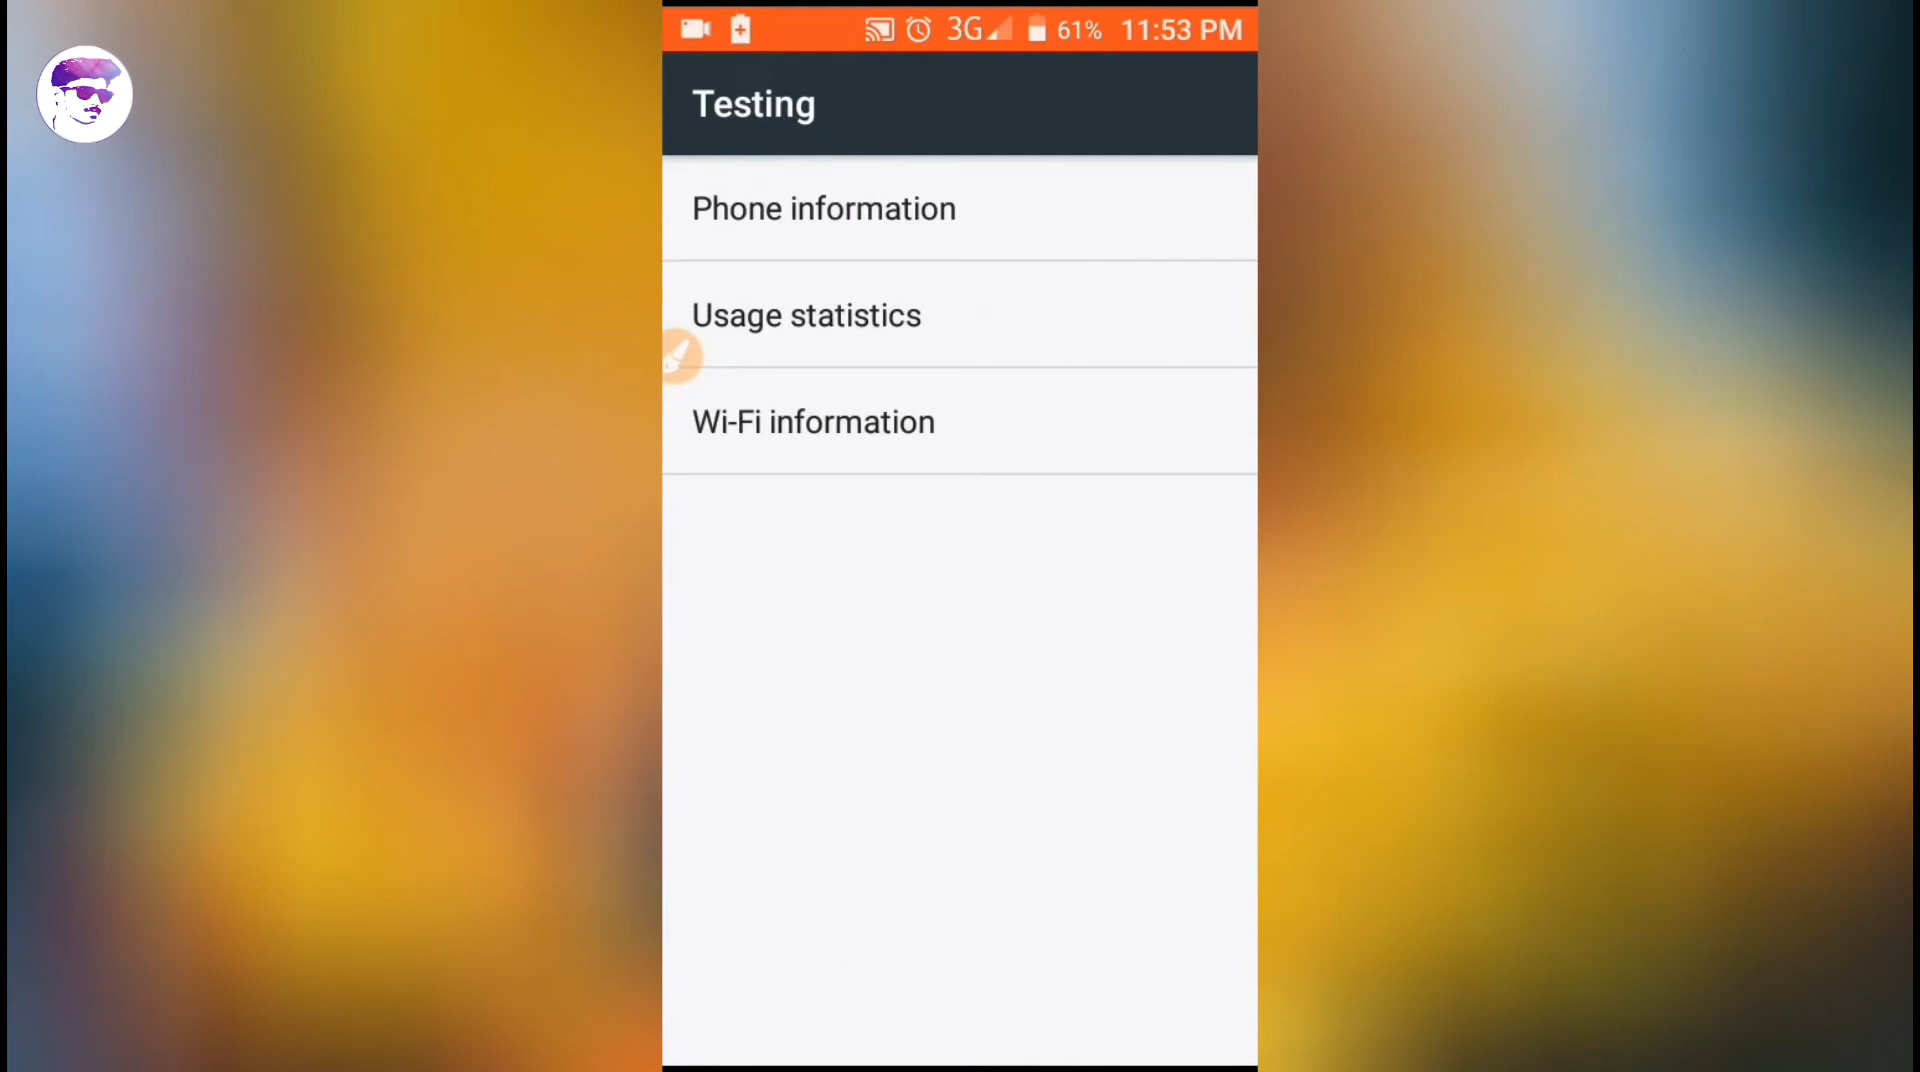 3G 61% 11:53 PM
Testing
Phone information
Usage statistics
Wi-Fi information